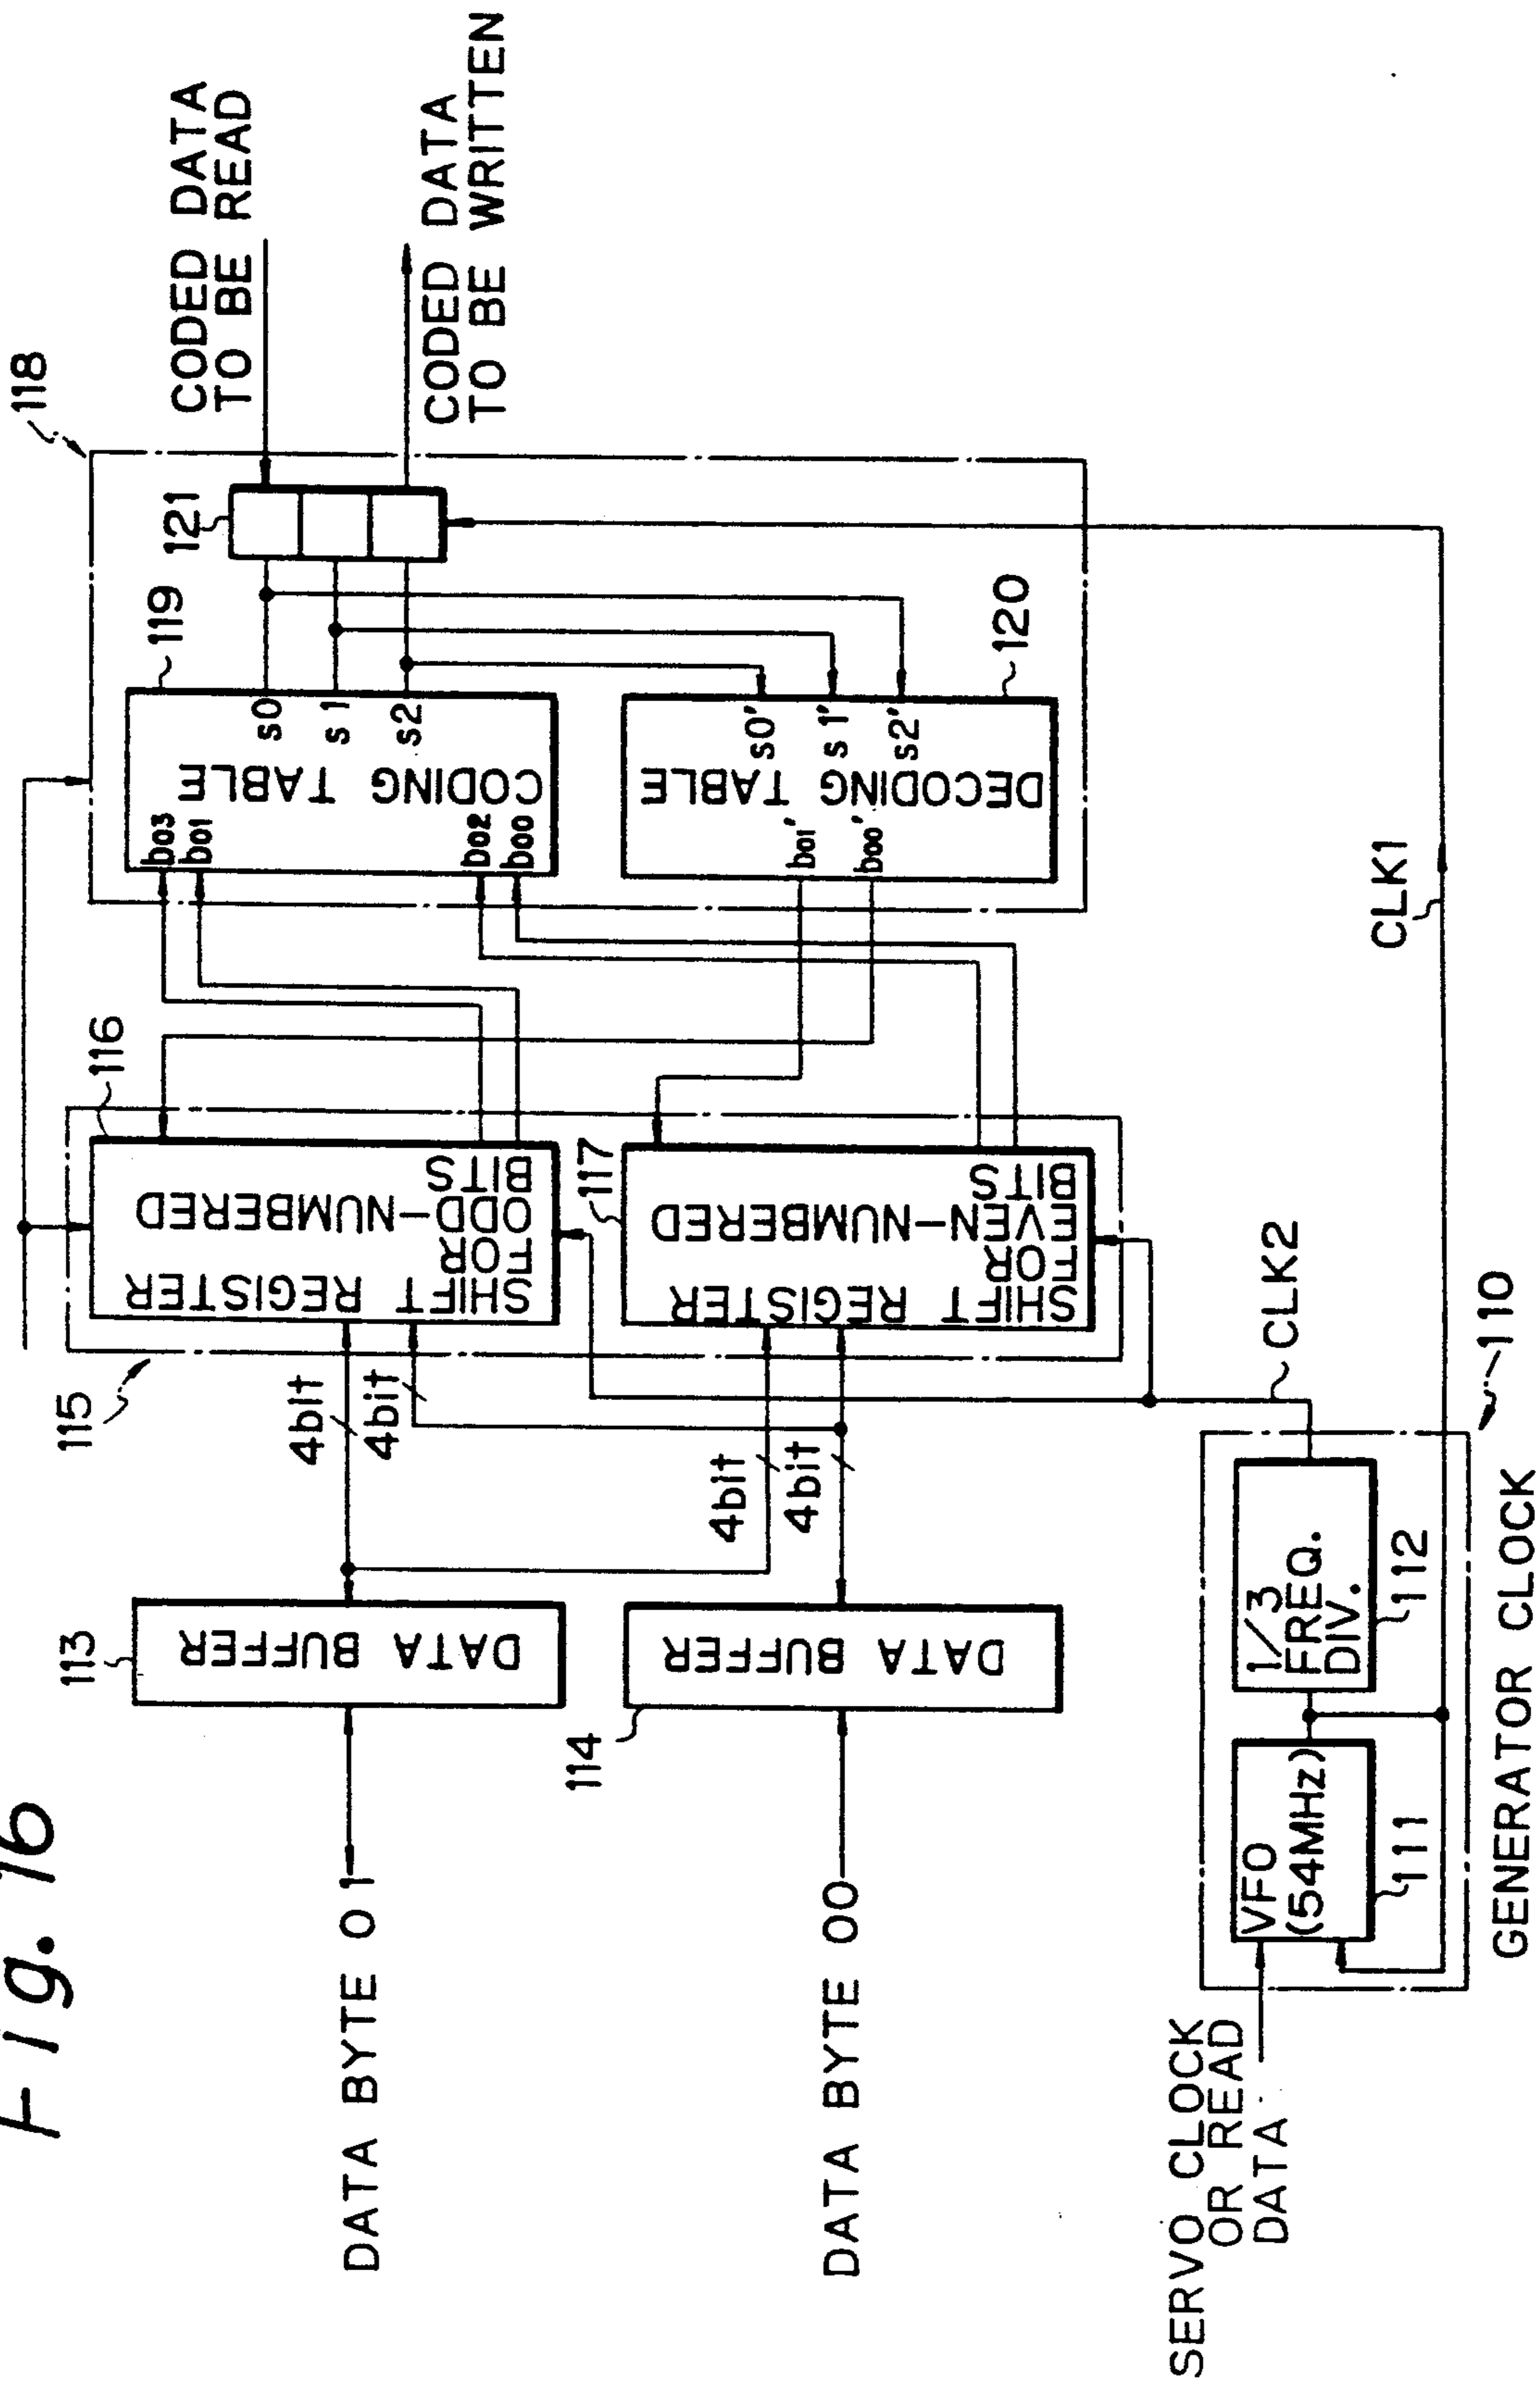 Fig. 16
118
CODED DATA
TO BE READ
CODED DATA
TO BE WRITTEN
121
119
CODING
TABLE
b03
b01
b02
b00
s0
s1
s2
120
DECODING
TABLE
b01'
b00'
s0'
s1'
s2'
115
116
SHIFT REGISTER
FOR
ODD-NUMBERED
BITS
117
SHIFT REGISTER
FOR
EVEN-NUMBERED
BITS
4bit
4bit
4bit
4bit
113
DATA BUFFER
114
DATA BUFFER
DATA BYTE 01
DATA BYTE 00
CLK1
CLK2
110
SERVO CLOCK
OR READ
DATA
VFO
(54MHz)
111
1/3
FREQ.
DIV.
112
GENERATOR CLOCK